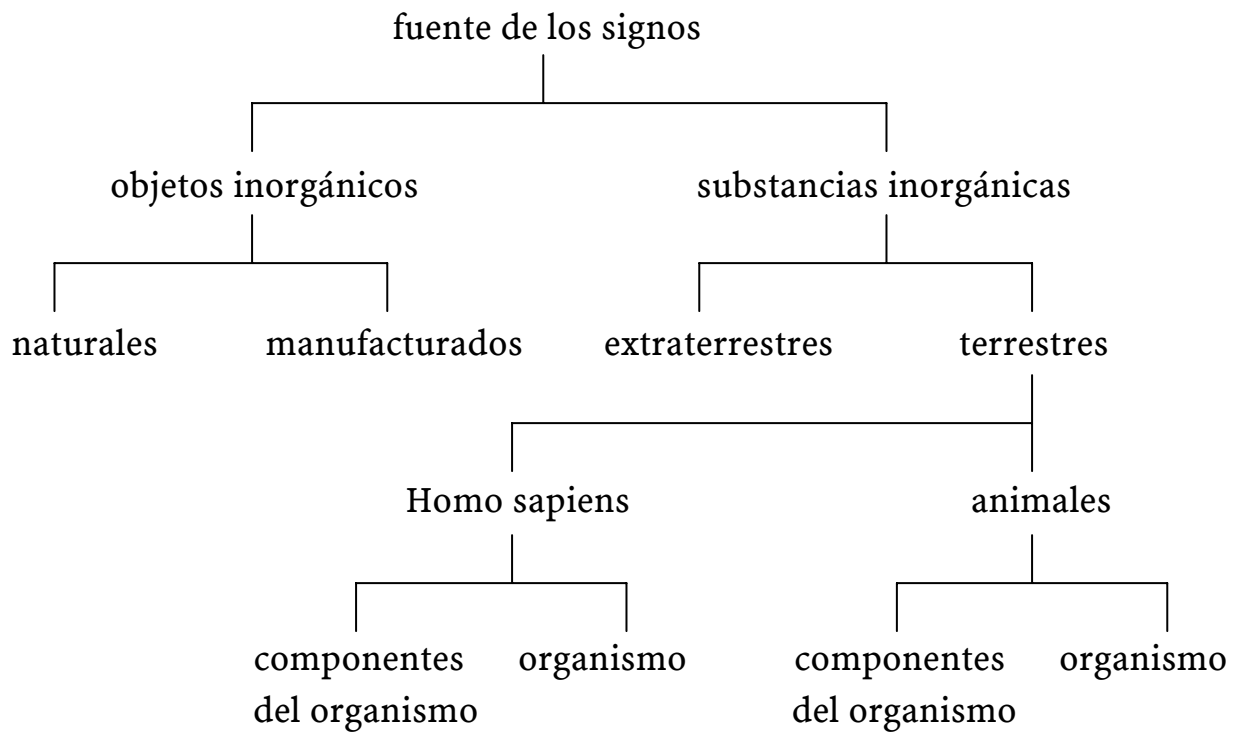 fuente de los signos
objetos inorgánicos
substancias inorgánicas
naturales
manufacturados
extraterrestres
terrestres
Homo sapiens
animales
componentes
del organismo
organismo
componentes
del organismo
organismo